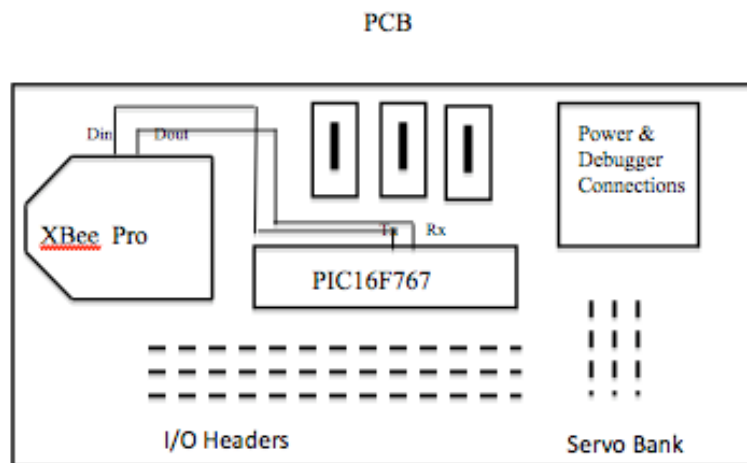 PCB
Din
Dout
Power &
Debugger
Connections
XBee Pro
Tx
Rx
PIC16F767
I/O Headers
Servo Bank